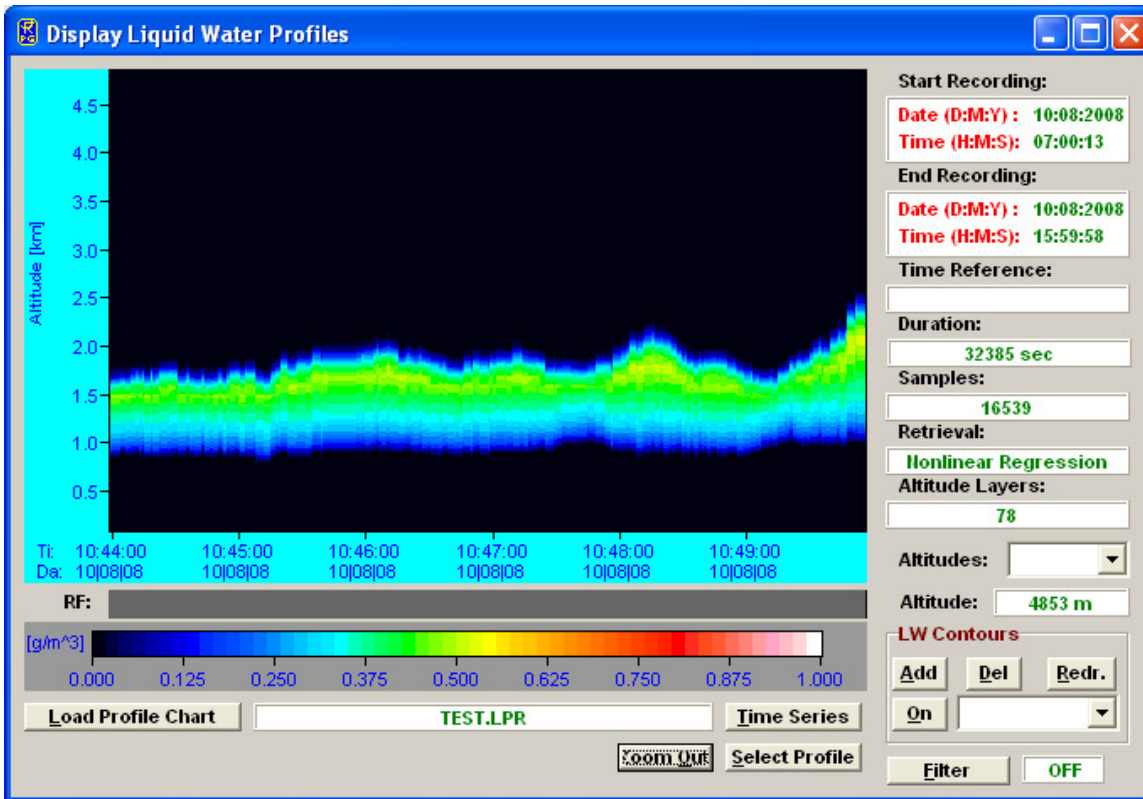 Display Liquid Water Profiles
4.5
4.0
3.5
3.0
2.5
2.0
1.5
1.0
0.5
Altitude [km]
Ti: 10:44:00 10:45:00 10:46:00 10:47:00 10:48:00 10:49:00
Da: 10|08|08 10|08|08 10|08|08 10|08|08 10|08|08 10|08|08
RF:
[g/m^3]
0.000 0.125 0.250 0.375 0.500 0.625 0.750 0.875 1.000
Load Profile Chart TEST.LPR Time Series
Zoom Out Select Profile
Start Recording:
Date (D:M:Y) : 10:08:2008
Time (H:M:S): 07:00:13
End Recording:
Date (D:M:Y) : 10:08:2008
Time (H:M:S): 15:59:58
Time Reference:
Duration:
32385 sec
Samples:
16539
Retrieval:
Nonlinear Regression
Altitude Layers:
78
Altitudes:
Altitude: 4853 m
LW Contours
Add Del Redr.
On
Filter OFF